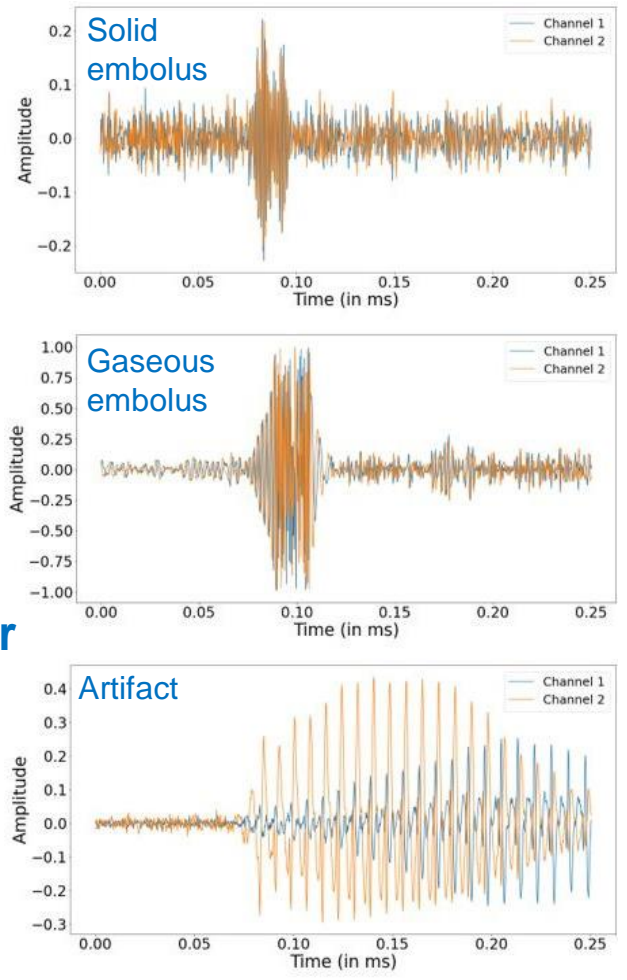 Solid
embolus
Channel 1
Channel 2
0.2
0.1
0.0
−0.1
−0.2
Amplitude
0.00 0.05 0.10 0.15 0.20 0.25
Time (in ms)
Gaseous
embolus
Channel 1
Channel 2
1.00
0.75
0.50
0.25
0.00
−0.25
−0.50
−0.75
−1.00
Amplitude
0.00 0.05 0.10 0.15 0.20 0.25
Time (in ms)
r
Artifact
Channel 1
Channel 2
0.4
0.3
0.2
0.1
0.0
−0.1
−0.2
−0.3
Amplitude
0.00 0.05 0.10 0.15 0.20 0.25
Time (in ms)